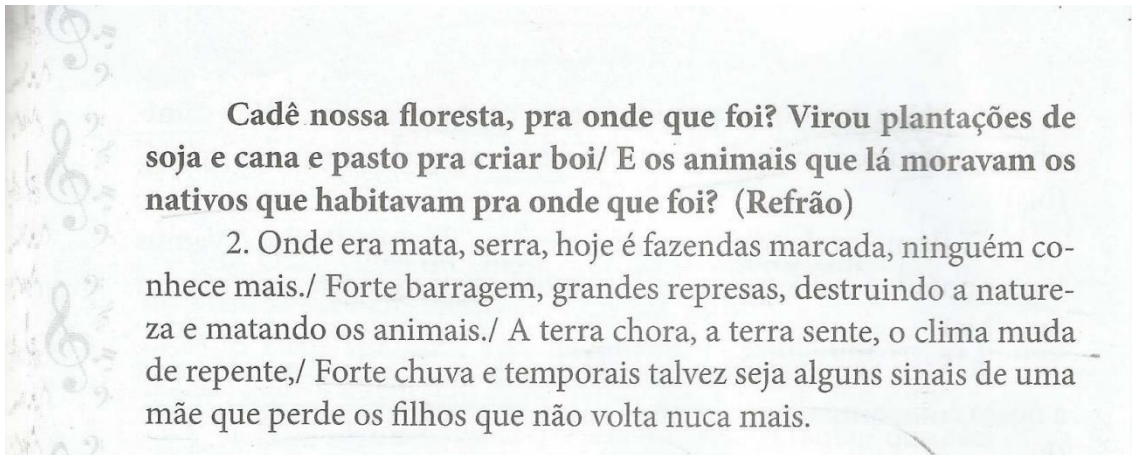 Cadê nossa floresta, pra onde que foi? Virou plantações de
soja e cana e pasto pra criar boi/ E os animais que lá moravam os
nativos que habitavam pra onde que foi? (Refrão)
2. Onde era mata, serra, hoje é fazendas marcada, ninguém co-
nhece mais./ Forte barragem, grandes represas, destruindo a nature-
za e matando os animais./ A terra chora, a terra sente, o clima muda
de repente,/ Forte chuva e temporais talvez seja alguns sinais de uma
mãe que perde os filhos que não volta nuca mais.